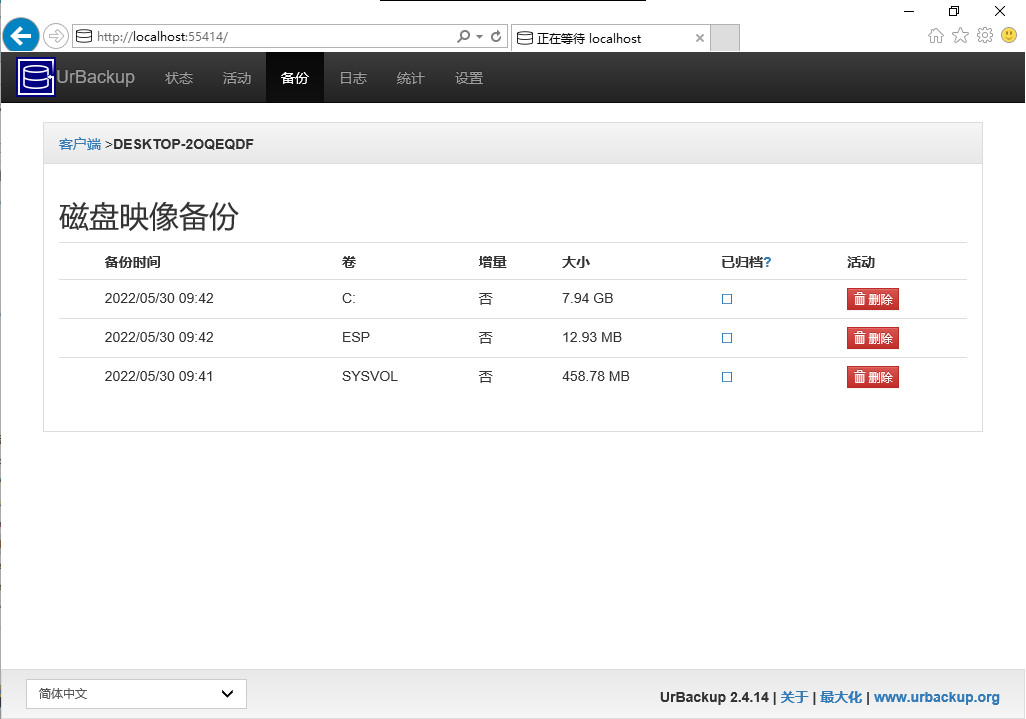 http://localhost:55414/
正在等待 localhost
UrBackup 状态 活动 备份 日志 统计 设置
客户端 >DESKTOP-2OQEQDF
磁盘映像备份
备份时间 卷 增量 大小 已归档? 活动
2022/05/30 09:42 C: 否 7.94 GB 删除
2022/05/30 09:42 ESP 否 12.93 MB 删除
2022/05/30 09:41 SYSVOL 否 458.78 MB 删除
简体中文
UrBackup 2.4.14 | 关于 | 最大化 | www.urbackup.org